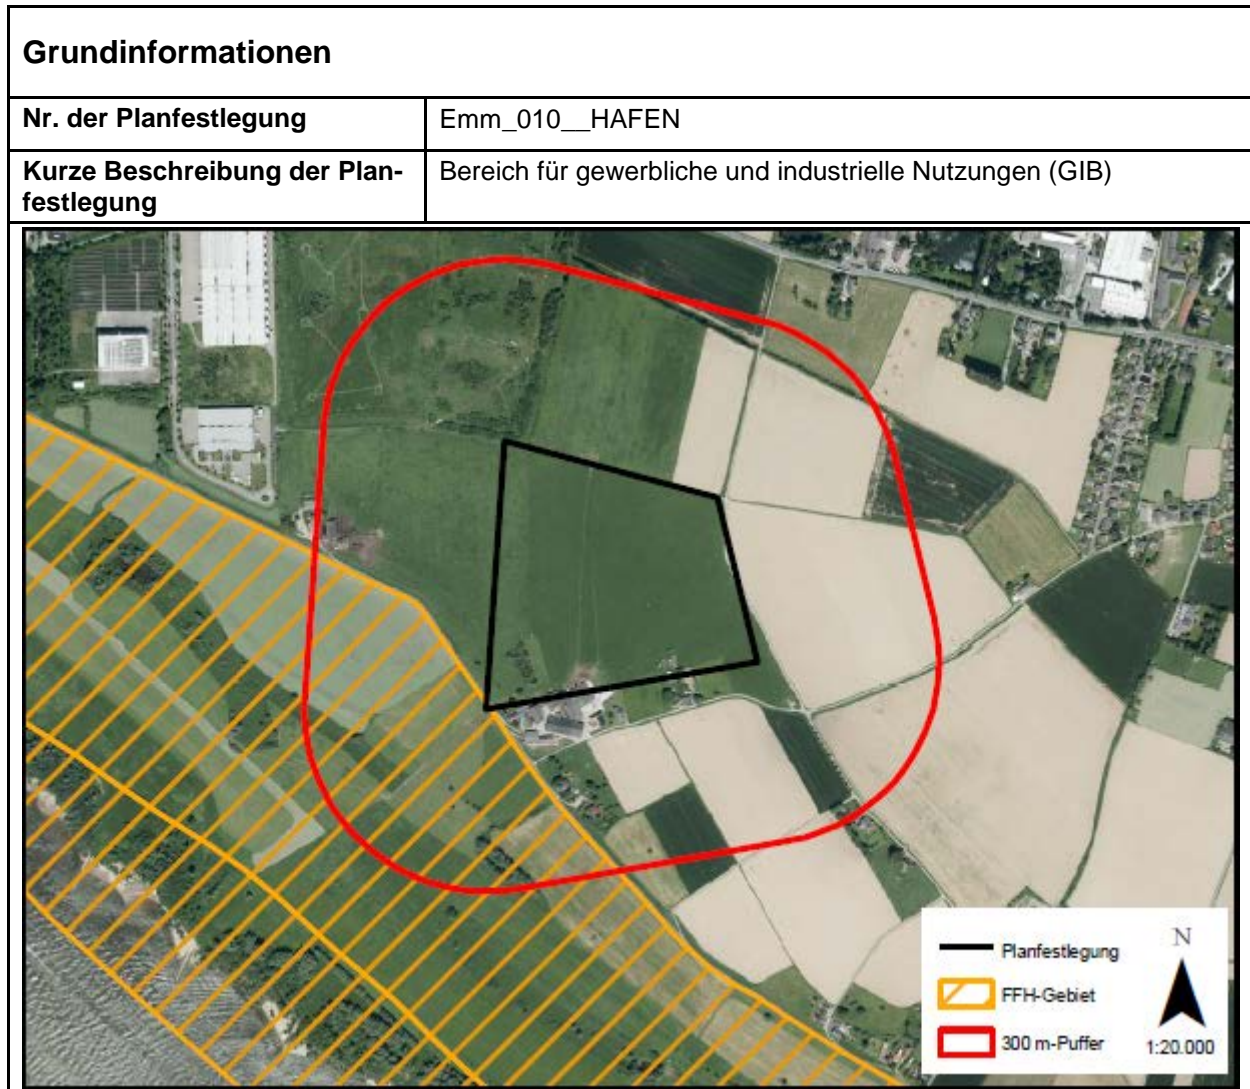 Grundinformationen
Nr. der Planfestlegung
Emm_010__HAFEN
Kurze Beschreibung der Plan-
festlegung
Bereich für gewerbliche und industrielle Nutzungen (GIB)
Planfestlegung
FFH-Gebiet
300 m-Puffer
N
1:20.000